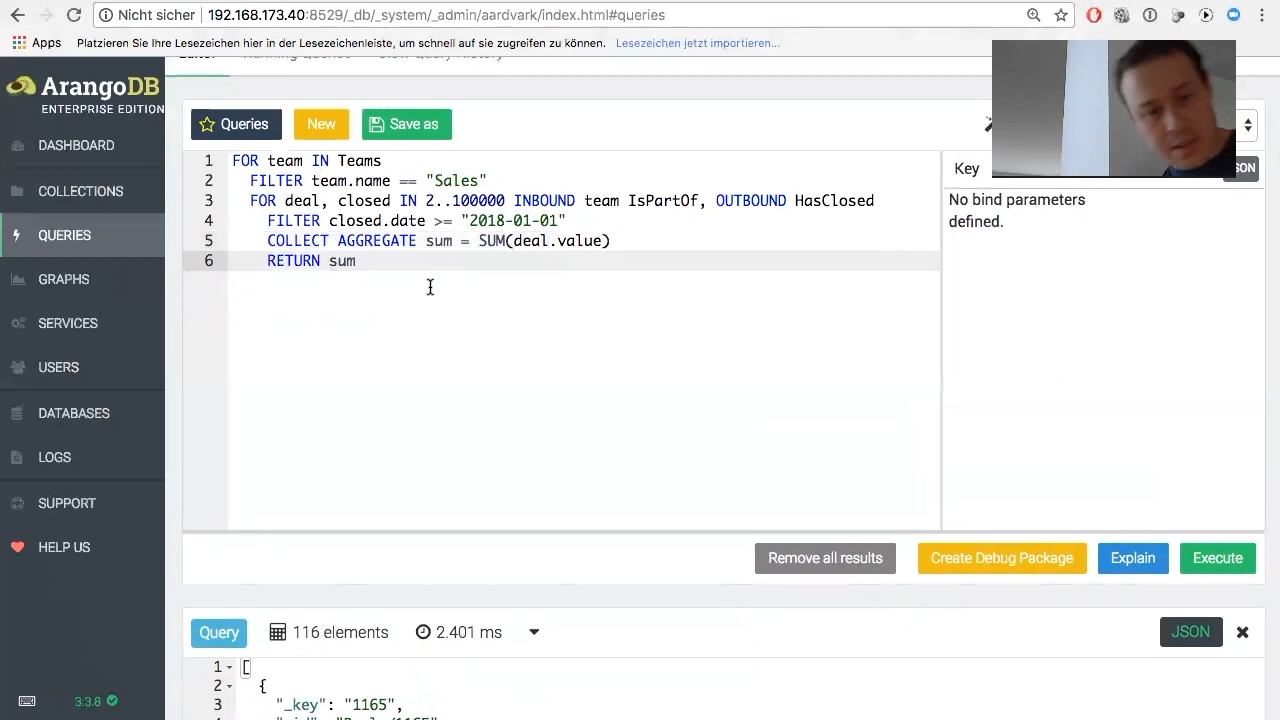 Nicht sicher | 192.168.173.40:8529/_db/_system/_admin/aardvark/index.html#queries
Apps Platzieren Sie Ihre Lesezeichen hier in der Lesezeichenleiste, um schnell auf sie zugreifen zu können. Lesezeichen jetzt importieren...
ArangoDB
ENTERPRISE EDITION
DASHBOARD
COLLECTIONS
QUERIES
GRAPHS
SERVICES
USERS
DATABASES
LOGS
SUPPORT
HELP US
3.3.8
Queries New Save as
1 FOR team IN Teams
2 FILTER team.name == "Sales"
3 FOR deal, closed IN 2..100000 INBOUND team IsPartOf, OUTBOUND HasClosed
4 FILTER closed.date >= "2018-01-01"
5 COLLECT AGGREGATE sum = SUM(deal.value)
6 RETURN sum
Key
No bind parameters
defined.
Remove all results Create Debug Package Explain Execute
Query 116 elements 2.401 ms JSON
1 [
2 {
3 "_key": "1165",